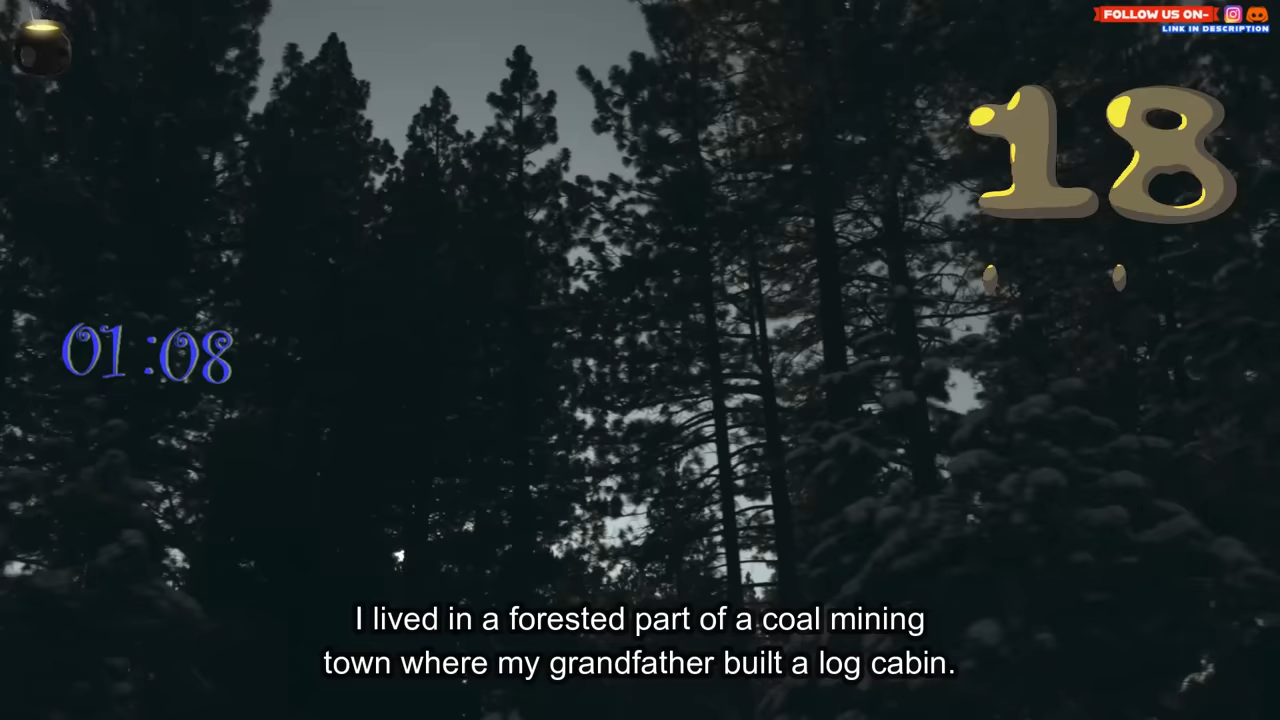 FOLLOW US ON-
LINK IN DESCRIPTION
18
01:08
I lived in a forested part of a coal mining
town where my grandfather built a log cabin.